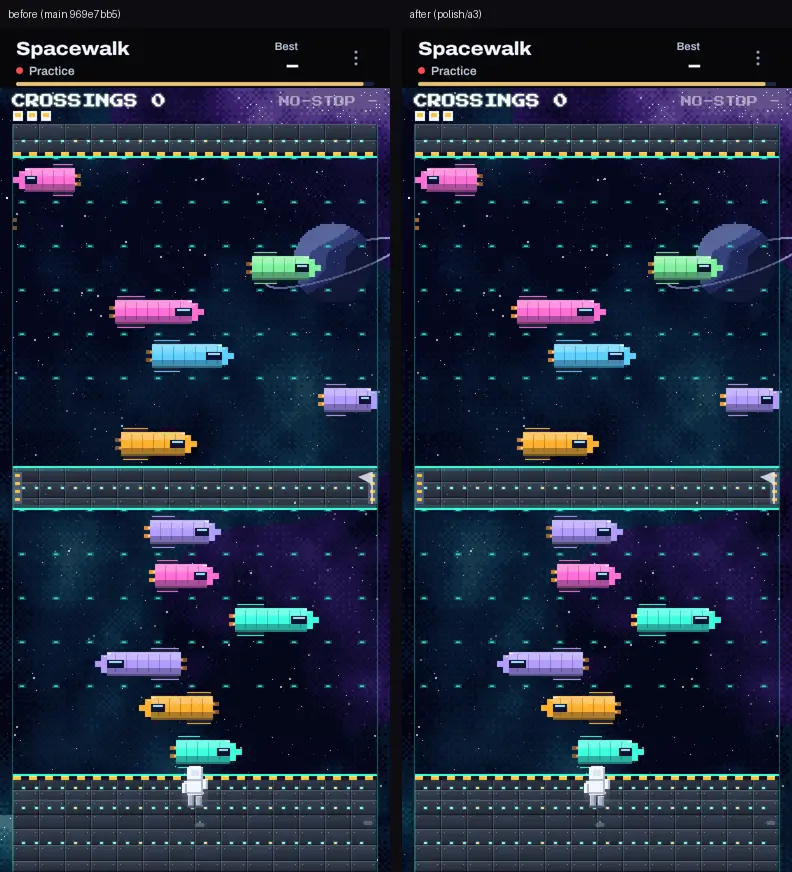 before (main 969e7bb5)
Spacewalk
Best
–
Practice
CROSSINGS 0
NO-STOP –
after (polish/a3)
Spacewalk
Best
–
Practice
CROSSINGS 0
NO-STOP –